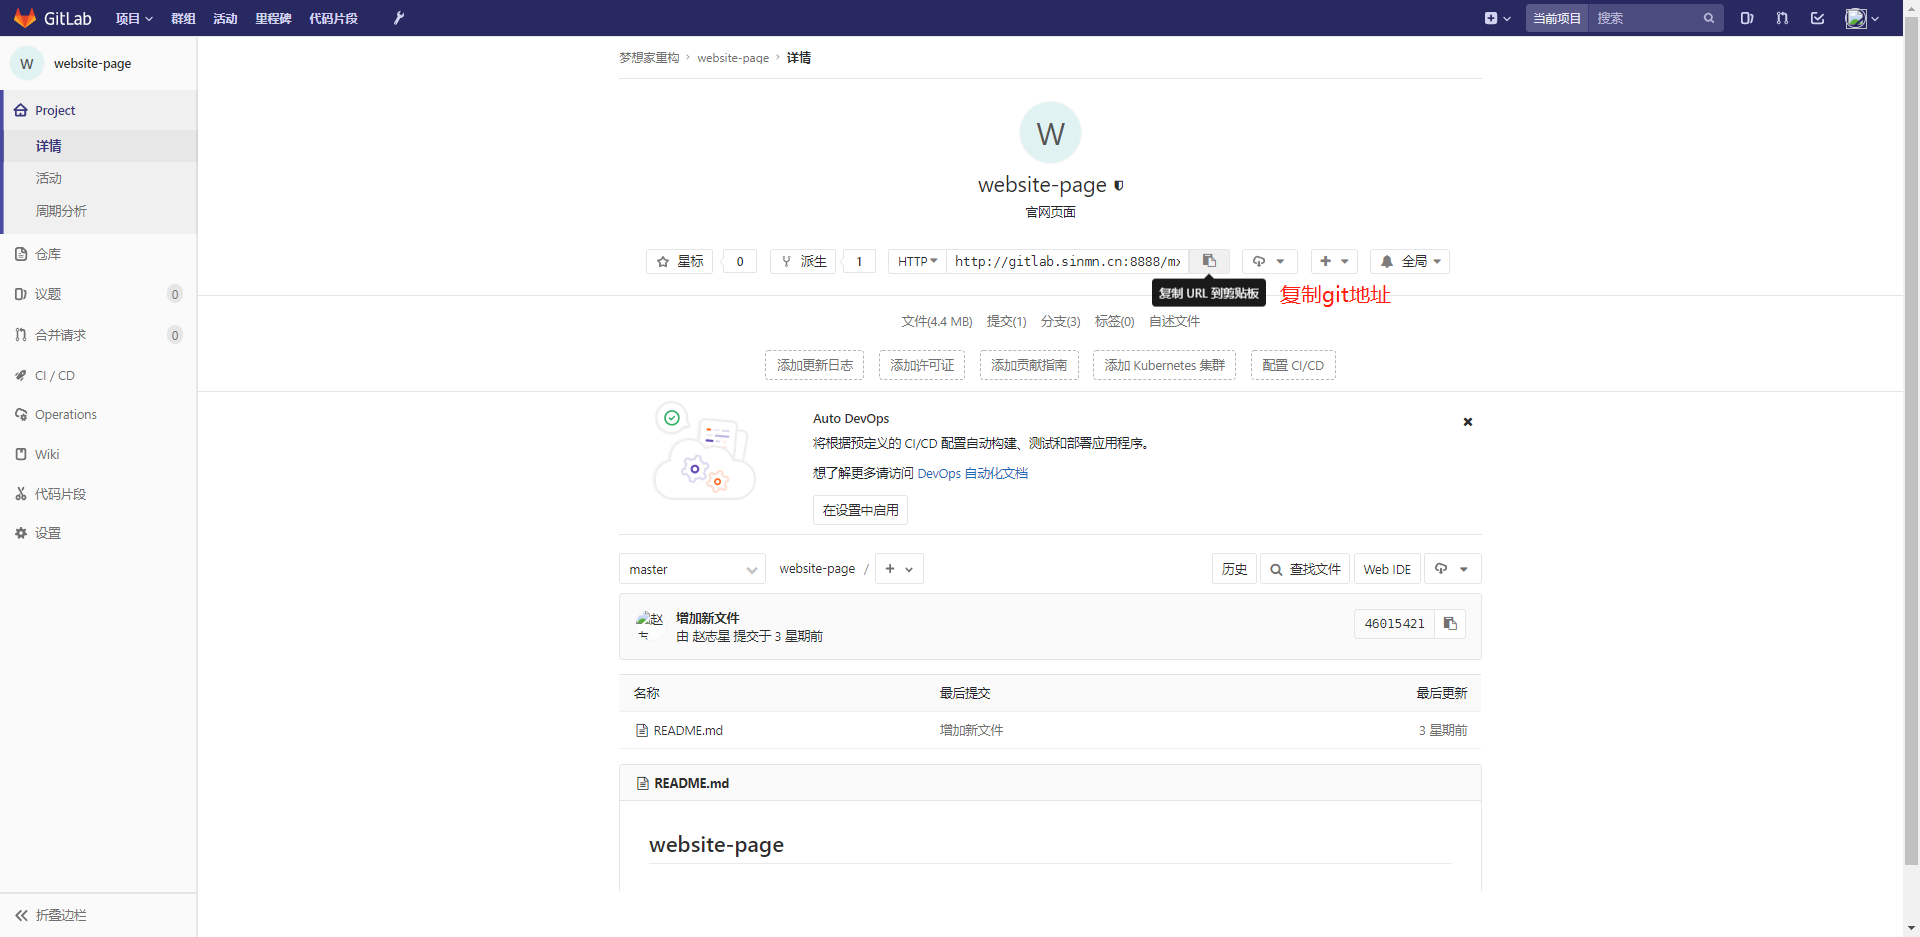 GitLab 项目 群组 活动 里程碑 代码片段 当前项目 搜索
W website-page
Project
详情
活动
周期分析
仓库
议题 0
合并请求 0
CI / CD
Operations
Wiki
代码片段
设置
折叠边栏
梦想家重构 › website-page › 详情
W
website-page
官网页面
星标 0 派生 1 HTTP http://gitlab.sinmn.cn:8888/mx 全局
复制 URL 到剪贴板 复制git地址
文件(4.4 MB) 提交(1) 分支(3) 标签(0) 自述文件
添加更新日志 添加许可证 添加贡献指南 添加 Kubernetes 集群 配置 CI/CD
Auto DevOps
将根据预定义的 CI/CD 配置自动构建、测试和部署应用程序。
想了解更多请访问 DevOps 自动化文档
在设置中启用
master website-page / + 历史 查找文件 Web IDE
赵 增加新文件
由 赵志星 提交于 3 星期前 46015421
名称 最后提交 最后更新
README.md 增加新文件 3 星期前
README.md
website-page